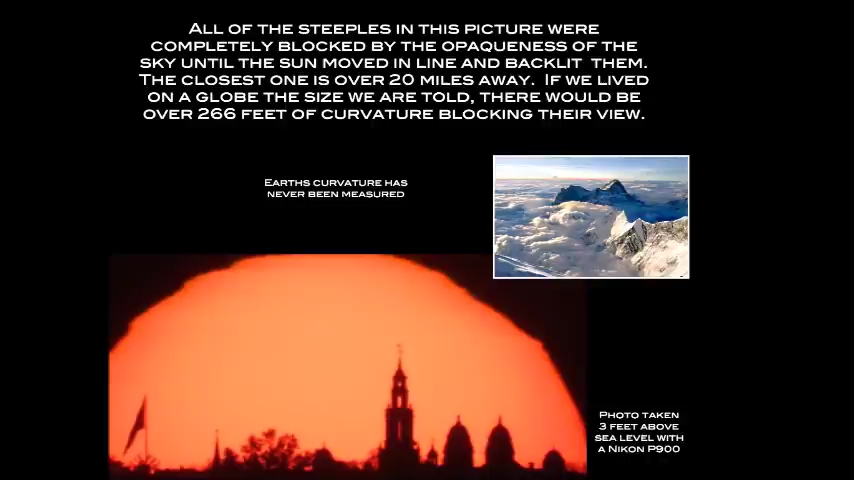 All of the steeples in this picture were
completely blocked by the opaqueness of the
sky until the sun moved in line and backlit them.
The closest one is over 20 miles away. If we lived
on a globe the size we are told, there would be
over 266 feet of curvature blocking their view.
Earths curvature has
never been measured
Photo taken
3 feet above
sea level with
a Nikon P900